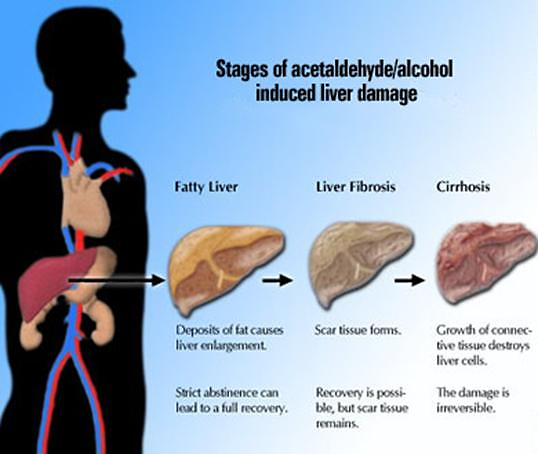 Stages of acetaldehyde/alcohol
induced liver damage
Fatty Liver
Liver Fibrosis
Cirrhosis
Deposits of fat causes
liver enlargement.
Scar tissue forms.
Growth of connec-
tive tissue destroys
liver cells.
Strict abstinence can
lead to a full recovery.
Recovery is possi-
ble, but scar tissue
remains.
The damage is
irreversible.